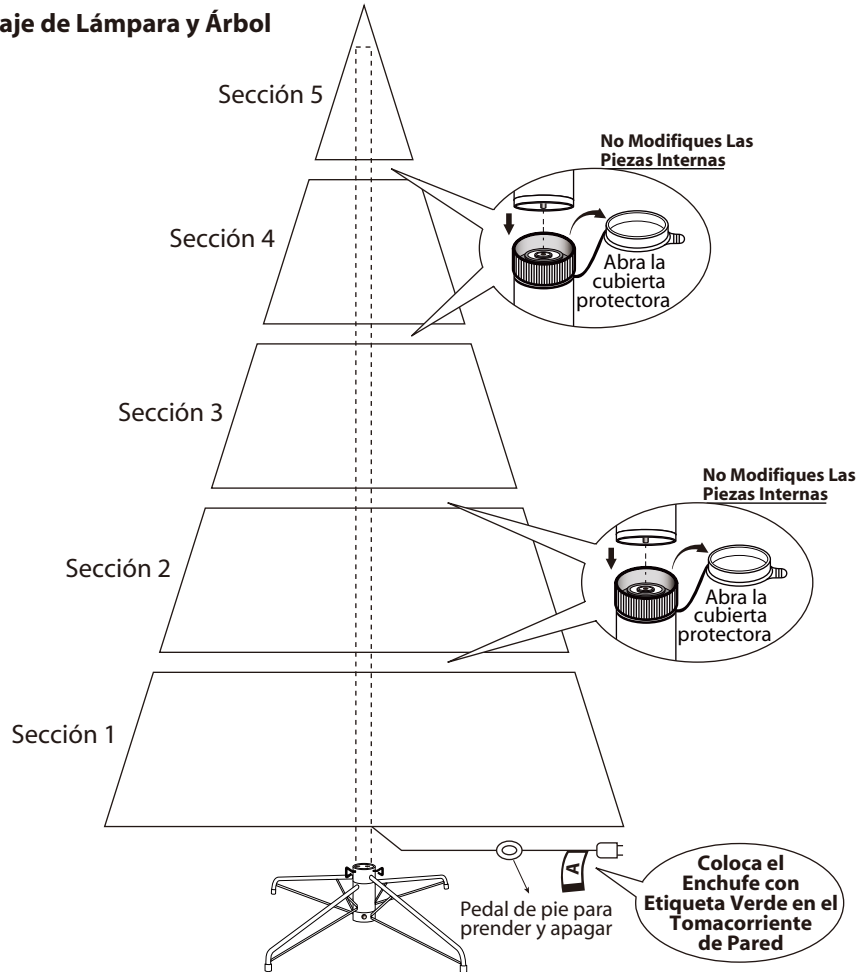 aje de Lámpara y Árbol
Sección 5
No Modifiques Las
Piezas Internas
Abra la
cubierta
protectora
Sección 4
Sección 3
No Modifiques Las
Piezas Internas
Abra la
cubierta
protectora
Sección 2
Sección 1
A
Pedal de pie para
prender y apagar
Coloca el
Enchufe con
Etiqueta Verde en el
Tomacorriente
de Pared